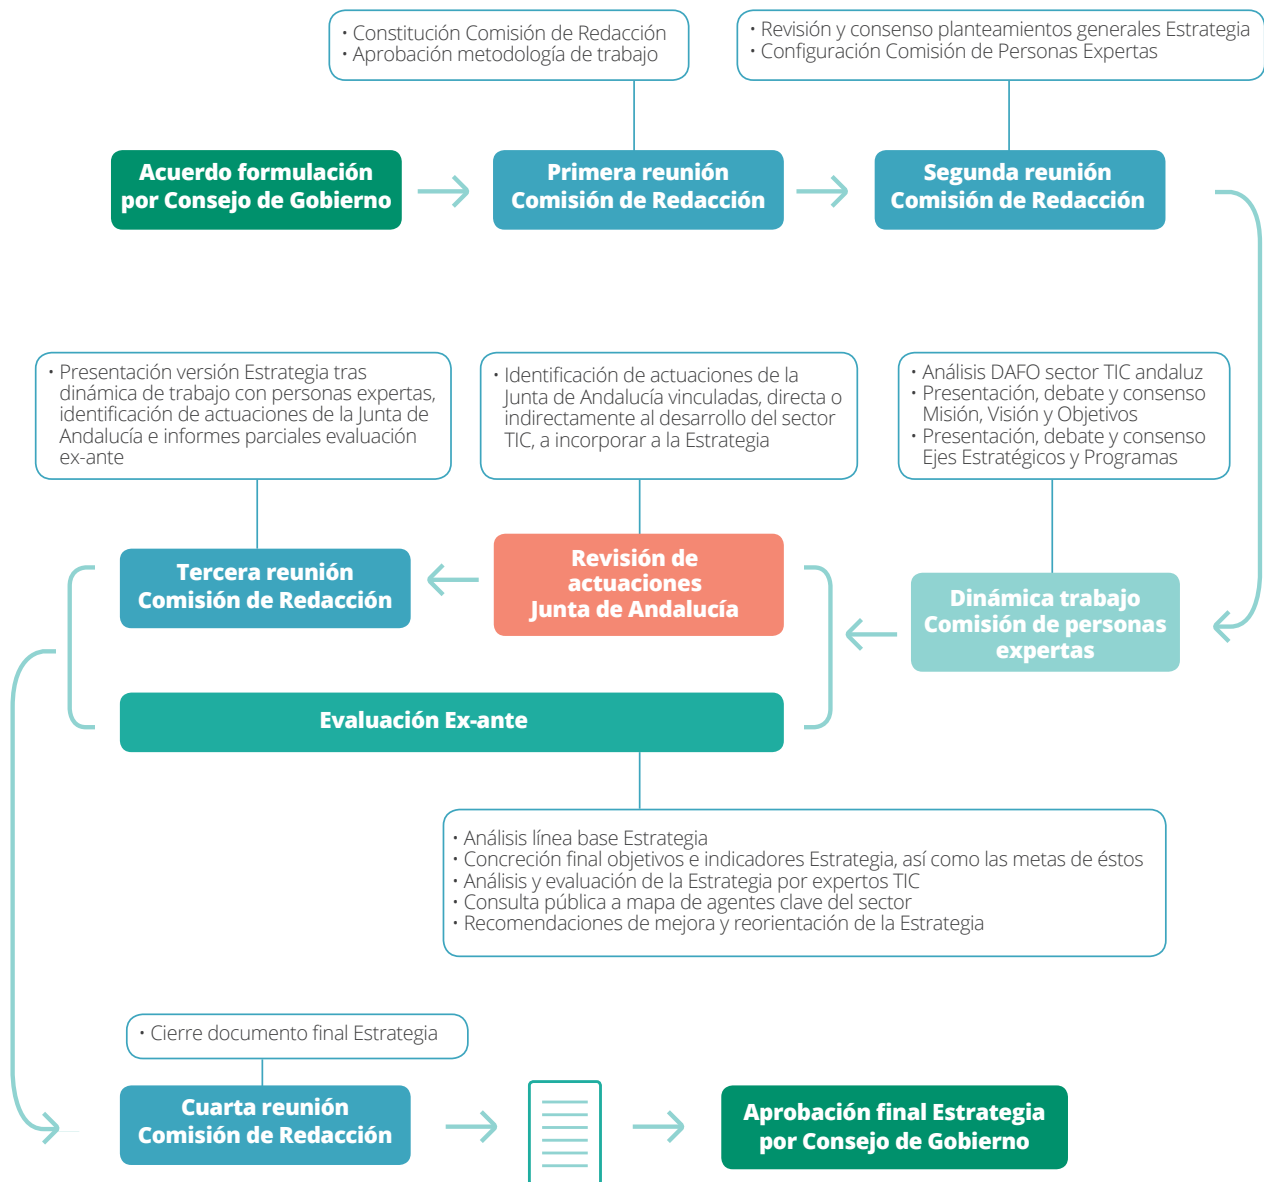 • Constitución Comisión de Redacción
• Aprobación metodología de trabajo
• Revisión y consenso planteamientos generales Estrategia
• Configuración Comisión de Personas Expertas
Acuerdo formulación
por Consejo de Gobierno
Primera reunión
Comisión de Redacción
Segunda reunión
Comisión de Redacción
• Presentación versión Estrategia tras
dinámica de trabajo con personas expertas,
identificación de actuaciones de la Junta de
Andalucía e informes parciales evaluación
ex-ante
• Identificación de actuaciones de la
Junta de Andalucía vinculadas, directa o
indirectamente al desarrollo del sector
TIC, a incorporar a la Estrategia
• Análisis DAFO sector TIC andaluz
• Presentación, debate y consenso
Misión, Visión y Objetivos
• Presentación, debate y consenso
Ejes Estratégicos y Programas
Tercera reunión
Comisión de Redacción
Revisión de
actuaciones
Junta de Andalucía
Dinámica trabajo
Comisión de personas
expertas
Evaluación Ex-ante
• Análisis línea base Estrategia
• Concreción final objetivos e indicadores Estrategia, así como las metas de éstos
• Análisis y evaluación de la Estrategia por expertos TIC
• Consulta pública a mapa de agentes clave del sector
• Recomendaciones de mejora y reorientación de la Estrategia
• Cierre documento final Estrategia
Cuarta reunión
Comisión de Redacción
Aprobación final Estrategia
por Consejo de Gobierno